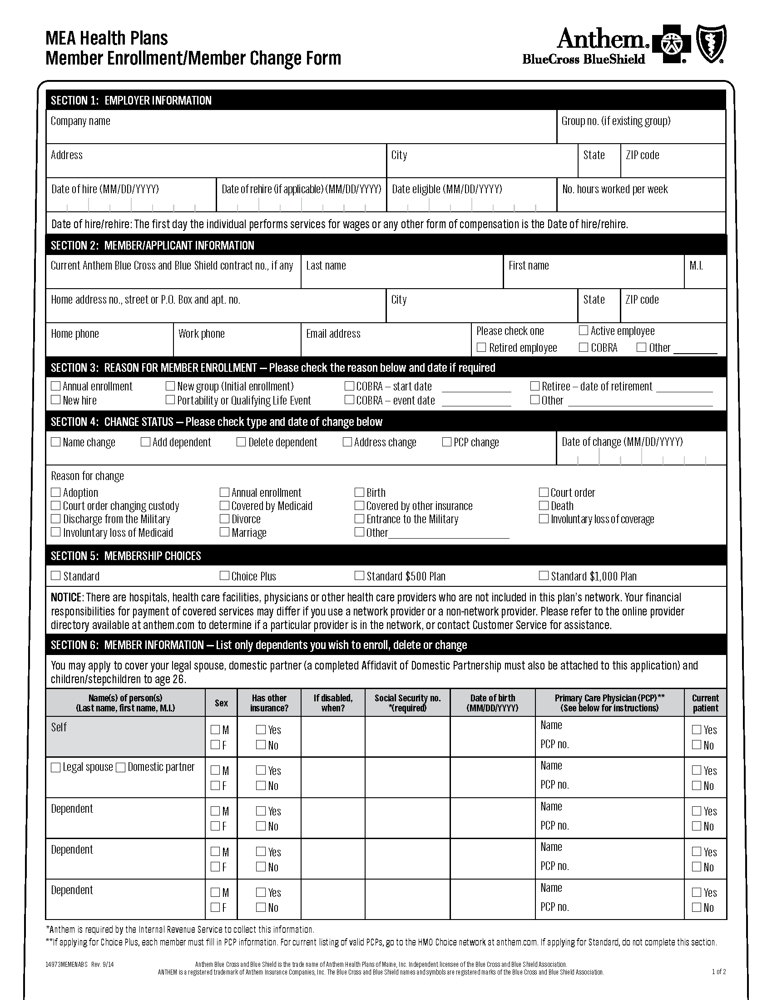 MEA Health Plans
Member Enrollment/Member Change Form
Anthem®
BlueCross BlueShield
SECTION 1: EMPLOYER INFORMATION
Company name Group no. (if existing group)
Address City State ZIP code
Date of hire (MM/DD/YYYY) Date of rehire (if applicable) (MM/DD/YYYY) Date eligible (MM/DD/YYYY) No. hours worked per week
Date of hire/rehire: The first day the individual performs services for wages or any other form of compensation is the Date of hire/rehire.
SECTION 2: MEMBER/APPLICANT INFORMATION
Current Anthem Blue Cross and Blue Shield contract no., if any Last name First name M.I.
Home address no., street or P.O. Box and apt. no. City State ZIP code
Home phone Work phone Email address Please check one Active employee
Retired employee COBRA Other
SECTION 3: REASON FOR MEMBER ENROLLMENT – Please check the reason below and date if required
Annual enrollment New group (Initial enrollment) COBRA – start date Retiree – date of retirement
New hire Portability or Qualifying Life Event COBRA – event date Other
SECTION 4: CHANGE STATUS – Please check type and date of change below
Name change Add dependent Delete dependent Address change PCP change Date of change (MM/DD/YYYY)
Reason for change
Adoption Annual enrollment Birth Court order
Court order changing custody Covered by Medicaid Covered by other insurance Death
Discharge from the Military Divorce Entrance to the Military Involuntary loss of coverage
Involuntary loss of Medicaid Marriage Other
SECTION 5: MEMBERSHIP CHOICES
Standard Choice Plus Standard $500 Plan Standard $1,000 Plan
NOTICE: There are hospitals, health care facilities, physicians or other health care providers who are not included in this plan's network. Your financial
responsibilities for payment of covered services may differ if you use a network provider or a non-network provider. Please refer to the online provider
directory available at anthem.com to determine if a particular provider is in the network, or contact Customer Service for assistance.
SECTION 6: MEMBER INFORMATION – List only dependents you wish to enroll, delete or change
You may apply to cover your legal spouse, domestic partner (a completed Affidavit of Domestic Partnership must also be attached to this application) and
children/stepchildren to age 26.
Name(s) of person(s) Sex Has other If disabled, Social Security no. Date of birth Primary Care Physician (PCP)** Current
(Last name, first name, M.I.) insurance? when? *(required) (MM/DD/YYYY) (See below for instructions) patient
Self M Yes Name Yes
F No PCP no. No
Legal spouse Domestic partner M Yes Name Yes
F No PCP no. No
Dependent M Yes Name Yes
F No PCP no. No
Dependent M Yes Name Yes
F No PCP no. No
Dependent M Yes Name Yes
F No PCP no. No
*Anthem is required by the Internal Revenue Service to collect this information.
**If applying for Choice Plus, each member must fill in PCP information. For current listing of valid PCPs, go to the HMO Choice network at anthem.com. If applying for Standard, do not complete this section.
14973MEMENABS Rev. 9/14 Anthem Blue Cross and Blue Shield is the trade name of Anthem Health Plans of Maine, Inc. Independent licensee of the Blue Cross and Blue Shield Association.
ANTHEM is a registered trademark of Anthem Insurance Companies, Inc. The Blue Cross and Blue Shield names and symbols are registered marks of the Blue Cross and Blue Shield Association. 1 of 2